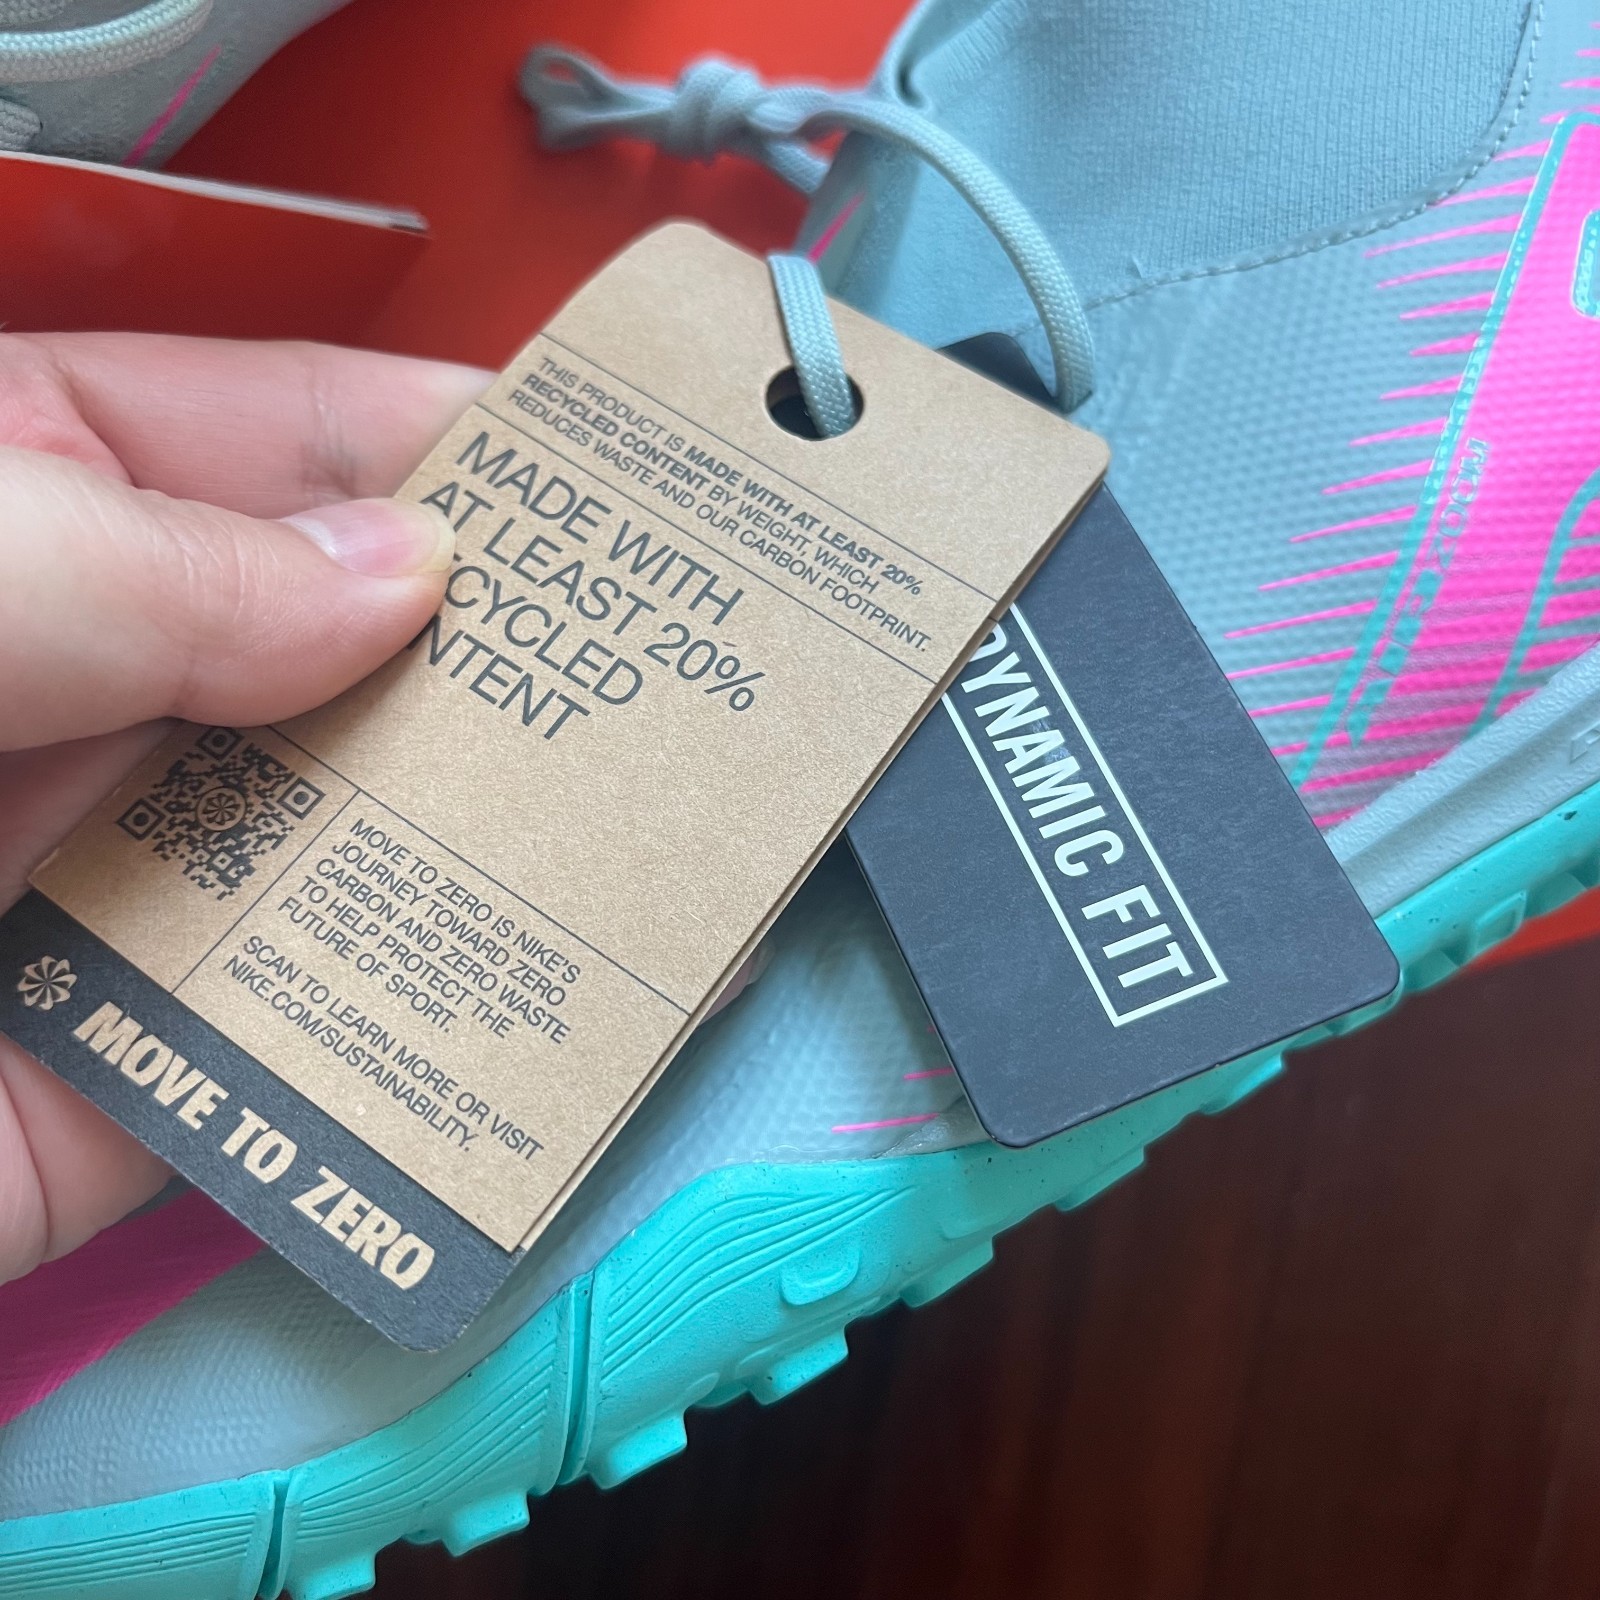 THIS PRODUCT IS MADE WITH AT LEAST 20%
RECYCLED CONTENT BY WEIGHT, WHICH
REDUCES WASTE AND OUR CARBON FOOTPRINT.
MADE WITH
AT LEAST 20%
CYCLED
NTENT
MOVE TO ZERO IS NIKE'S
JOURNEY TOWARD ZERO
CARBON AND ZERO WASTE
TO HELP PROTECT THE
FUTURE OF SPORT.
SCAN TO LEARN MORE OR VISIT
NIKE.COM/SUSTAINABILITY.
MOVE TO ZERO
DYNAMIC FIT